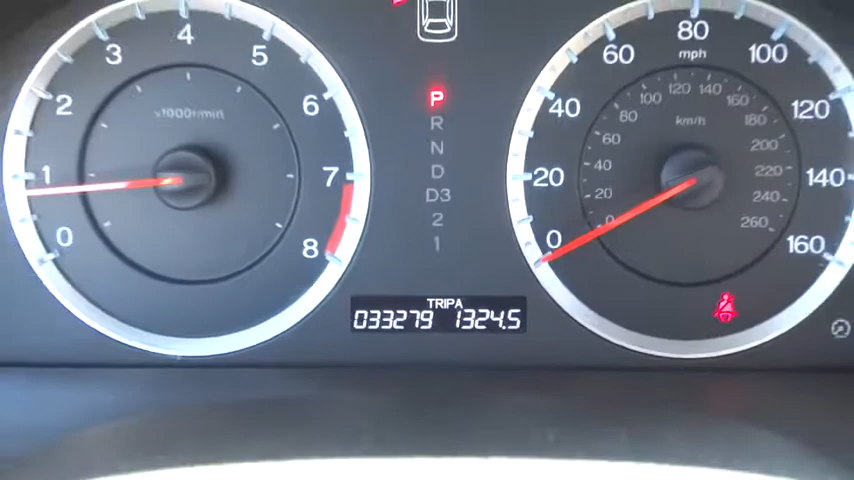 0 1 2 3 4 5 6 7 8
x1000r/min
P
R
N
D
D3
2
1
TRIP A
033279 1324.5
0 20 40 60 80 100 120 140 160
mph
0 20 40 60 80 100 120 140 160 180 200 220 240 260
km/h